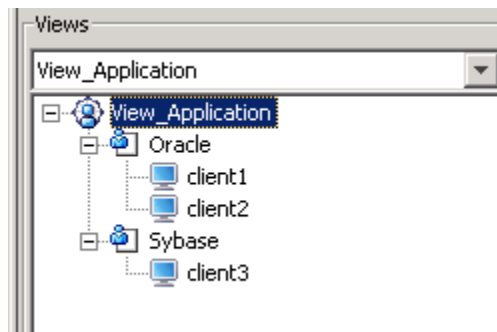 Views
View_Application
View_Application
Oracle
client1
client2
Sybase
client3